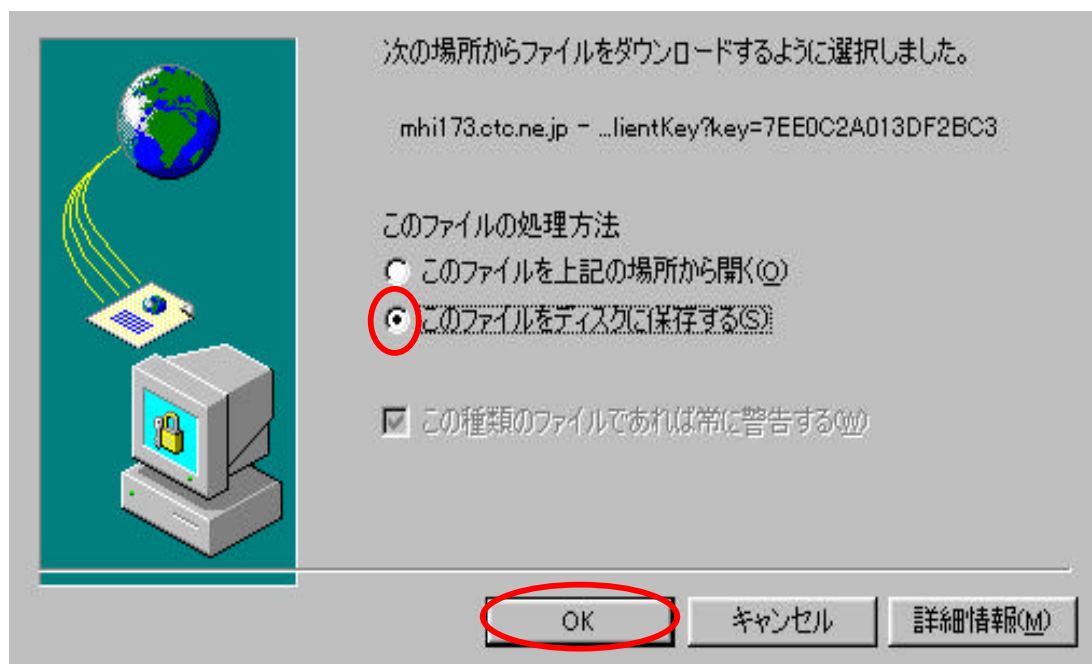 次の場所からファイルをダウンロードするように選択しました。
mhi173.ctc.ne.jp - ...lientKey?key=7EE0C2A013DF2BC3
このファイルの処理方法
このファイルを上記の場所から開く(O)
このファイルをディスクに保存する(S)
この種類のファイルであれば常に警告する(W)
OK
キャンセル
詳細情報(M)